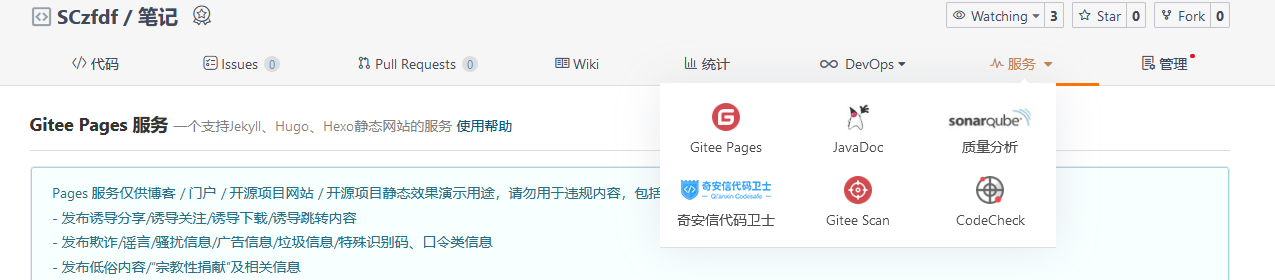 SCzfdf / 笔记
Watching 3 Star 0 Fork 0
代码 Issues 0 Pull Requests 0 Wiki 统计 DevOps 服务 管理
Gitee Pages 服务 —个支持Jekyll、Hugo、Hexo静态网站的服务 使用帮助
Gitee Pages JavaDoc sonarqube 质量分析
奇安信代码卫士 Qi'anxin Codesafe
奇安信代码卫士 Gitee Scan CodeCheck
Pages 服务仅供博客 / 门户 / 开源项目网站 / 开源项目静态效果演示用途，请勿用于违规内容，包括
- 发布诱导分享/诱导关注/诱导下载/诱导跳转内容
- 发布欺诈/谣言/骚扰信息/广告信息/垃圾信息/特殊识别码、口令类信息
- 发布低俗内容/“宗教性捐献”及相关信息